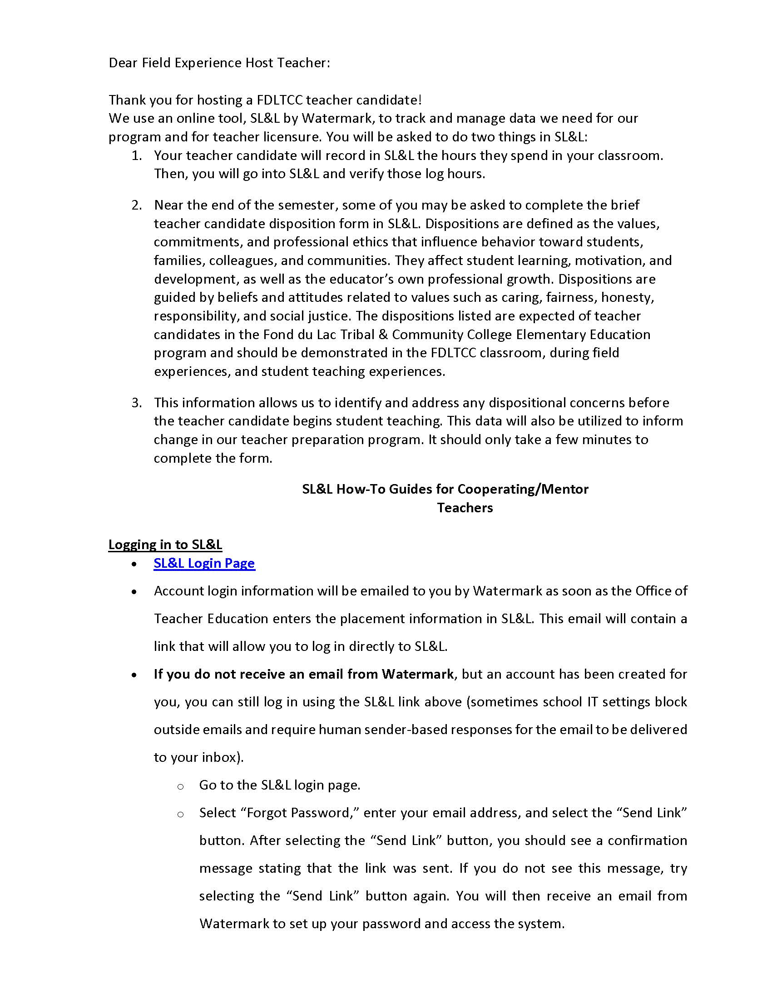 Dear Field Experience Host Teacher:
Thank you for hosting a FDLTCC teacher candidate!
We use an online tool, SL&L by Watermark, to track and manage data we need for our
program and for teacher licensure. You will be asked to do two things in SL&L:
1. Your teacher candidate will record in SL&L the hours they spend in your classroom.
Then, you will go into SL&L and verify those log hours.
2. Near the end of the semester, some of you may be asked to complete the brief
teacher candidate disposition form in SL&L. Dispositions are defined as the values,
commitments, and professional ethics that influence behavior toward students,
families, colleagues, and communities. They affect student learning, motivation, and
development, as well as the educator’s own professional growth. Dispositions are
guided by beliefs and attitudes related to values such as caring, fairness, honesty,
responsibility, and social justice. The dispositions listed are expected of teacher
candidates in the Fond du Lac Tribal & Community College Elementary Education
program and should be demonstrated in the FDLTCC classroom, during field
experiences, and student teaching experiences.
3. This information allows us to identify and address any dispositional concerns before
the teacher candidate begins student teaching. This data will also be utilized to inform
change in our teacher preparation program. It should only take a few minutes to
complete the form.
SL&L How-To Guides for Cooperating/Mentor
Teachers
Logging in to SL&L
• SL&L Login Page
• Account login information will be emailed to you by Watermark as soon as the Office of
Teacher Education enters the placement information in SL&L. This email will contain a
link that will allow you to log in directly to SL&L.
• If you do not receive an email from Watermark, but an account has been created for
you, you can still log in using the SL&L link above (sometimes school IT settings block
outside emails and require human sender-based responses for the email to be delivered
to your inbox).
o Go to the SL&L login page.
o Select “Forgot Password,” enter your email address, and select the “Send Link”
button. After selecting the “Send Link” button, you should see a confirmation
message stating that the link was sent. If you do not see this message, try
selecting the “Send Link” button again. You will then receive an email from
Watermark to set up your password and access the system.